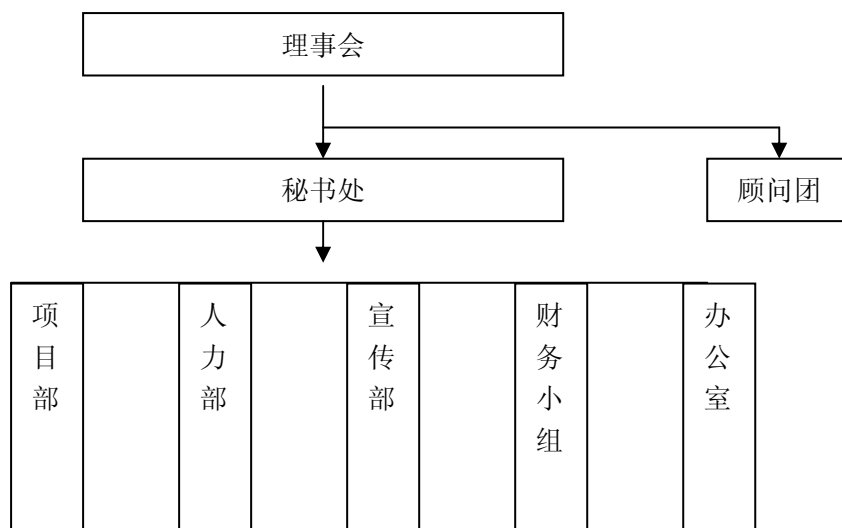 理事会
秘书处
顾问团
项目部
人力部
宣传部
财务小组
办公室